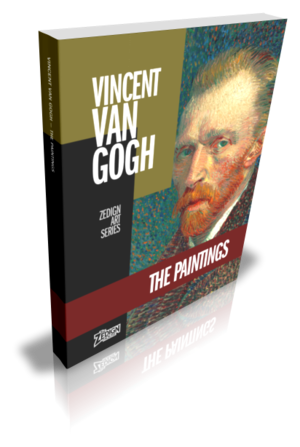 VINCENT VAN GOGH – THE PAINTINGS
VINCENT
VAN
GOGH
ZEDIGN
ART
SERIES
THE PAINTINGS
ZEDIGN